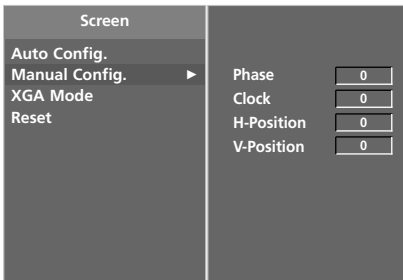 Screen
Auto Config.
Manual Config. ►
XGA Mode
Reset
Phase 0
Clock 0
H-Position 0
V-Position 0